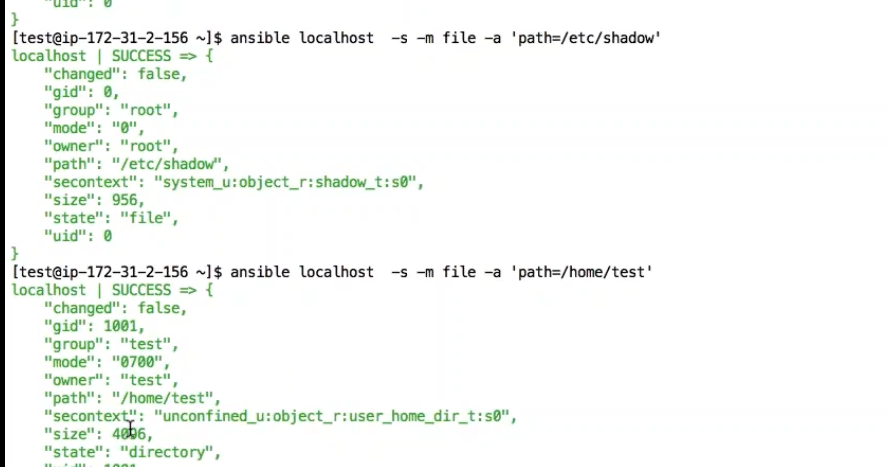 "uid": 0
}
[test@ip-172-31-2-156 ~]$ ansible localhost  -s -m file -a 'path=/etc/shadow'
localhost | SUCCESS => {
    "changed": false,
    "gid": 0,
    "group": "root",
    "mode": "0",
    "owner": "root",
    "path": "/etc/shadow",
    "secontext": "system_u:object_r:shadow_t:s0",
    "size": 956,
    "state": "file",
    "uid": 0
}
[test@ip-172-31-2-156 ~]$ ansible localhost  -s -m file -a 'path=/home/test'
localhost | SUCCESS => {
    "changed": false,
    "gid": 1001,
    "group": "test",
    "mode": "0700",
    "owner": "test",
    "path": "/home/test",
    "secontext": "unconfined_u:object_r:user_home_dir_t:s0",
    "size": 4096,
    "state": "directory",
    "uid": 1001